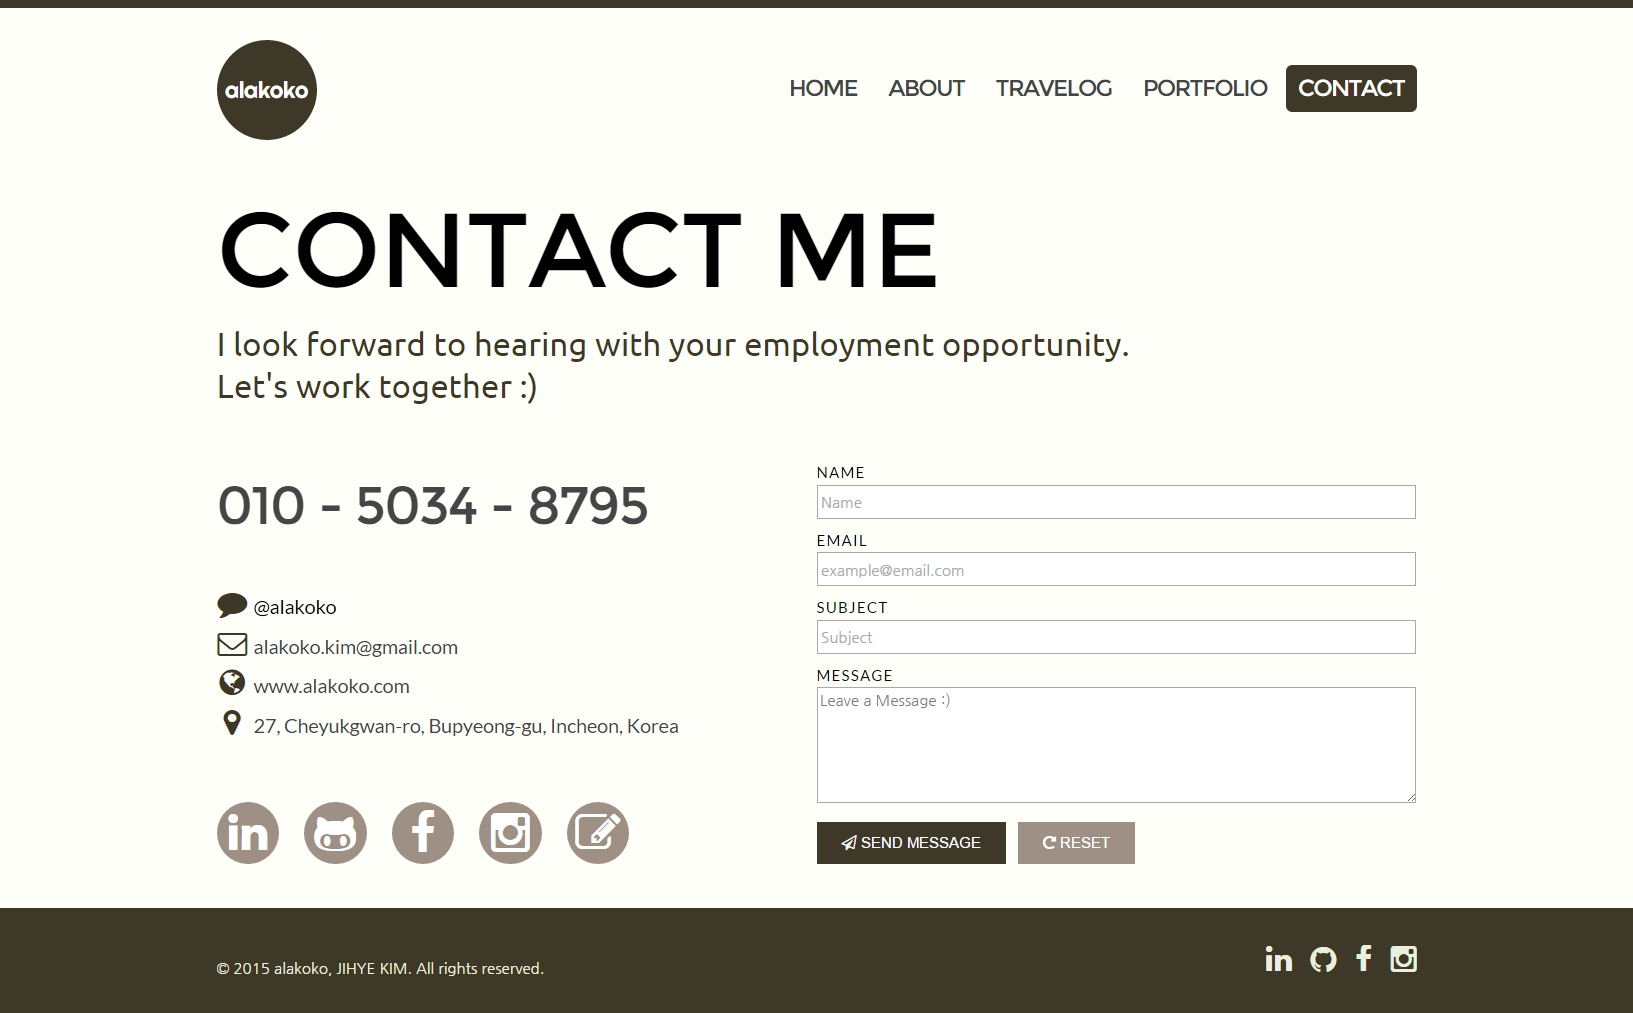 alakoko
HOME ABOUT TRAVELOG PORTFOLIO CONTACT
CONTACT ME
I look forward to hearing with your employment opportunity.
Let's work together :)
010 - 5034 - 8795
@alakoko
alakoko.kim@gmail.com
www.alakoko.com
27, Cheyukgwan-ro, Bupyeong-gu, Incheon, Korea
NAME
Name
EMAIL
example@email.com
SUBJECT
Subject
MESSAGE
Leave a Message :)
SEND MESSAGE RESET
© 2015 alakoko, JIHYE KIM. All rights reserved.